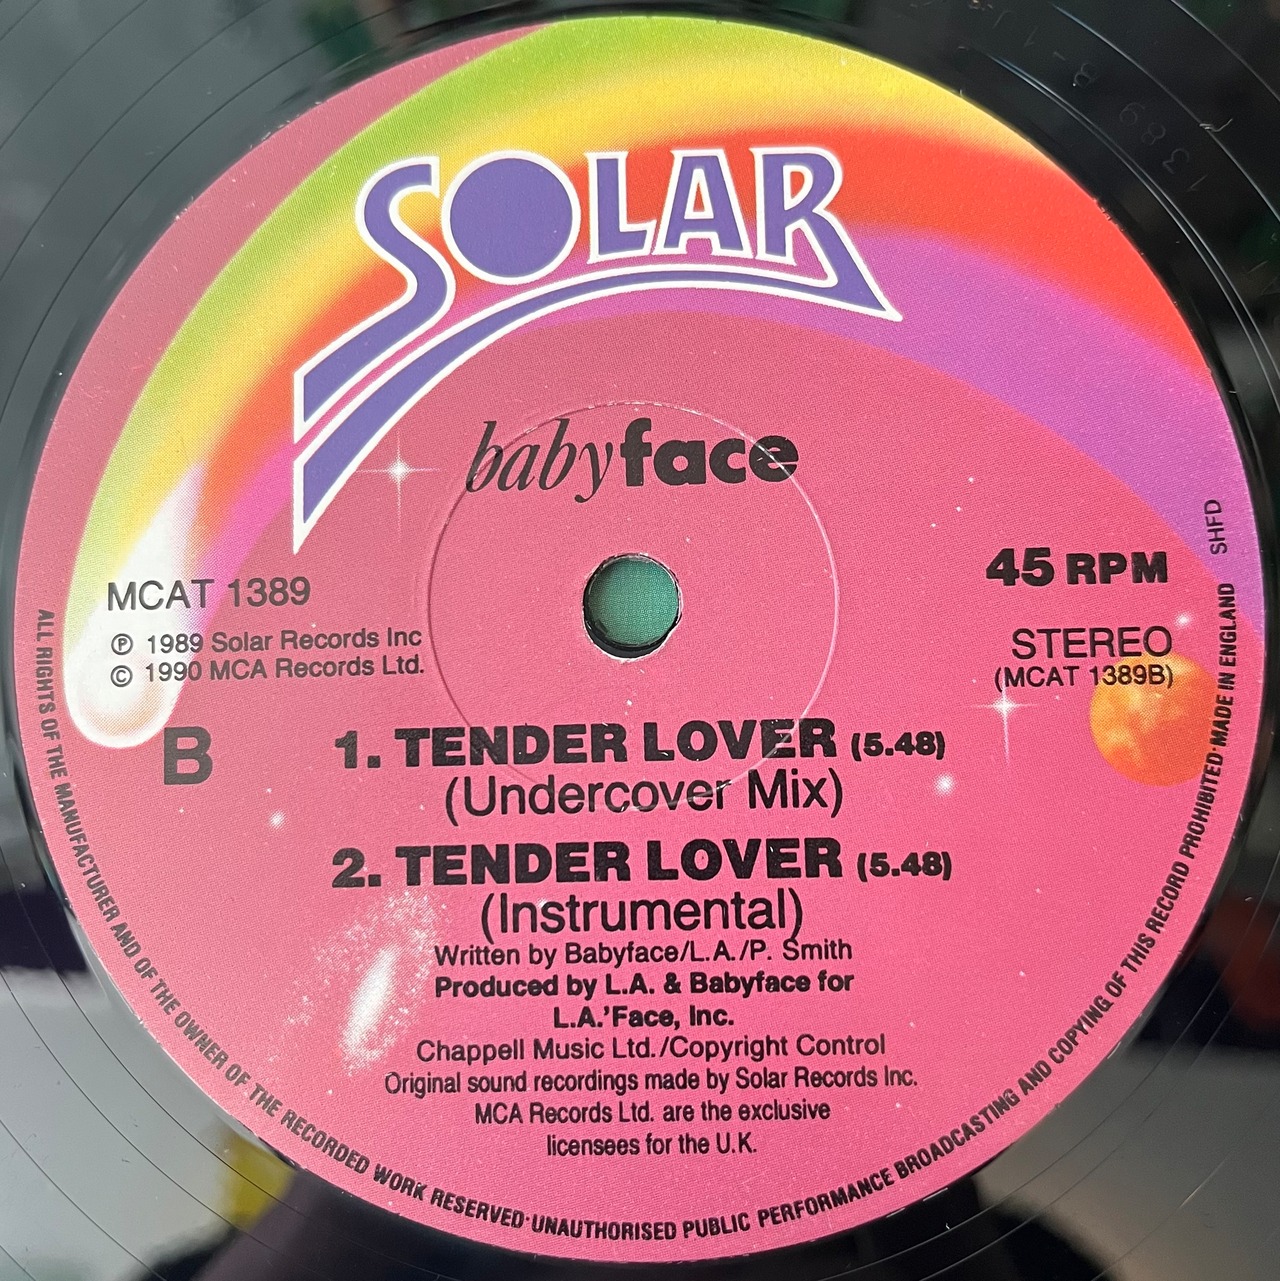 SOLAR
babyface
MCAT 1389
℗ 1989 Solar Records Inc
© 1990 MCA Records Ltd.
45 RPM
STEREO
(MCAT 1389B)
SHFD
B
1. TENDER LOVER (5.48)
(Undercover Mix)
2. TENDER LOVER (5.48)
(Instrumental)
Written by Babyface/L.A./P. Smith
Produced by L.A. & Babyface for
L.A.'Face, Inc.
Chappell Music Ltd./Copyright Control
Original sound recordings made by Solar Records Inc.
MCA Records Ltd. are the exclusive
licensees for the U.K.
ALL RIGHTS OF THE MANUFACTURER AND OF THE OWNER OF THE RECORDED WORK RESERVED·UNAUTHORISED PUBLIC PERFORMANCE BROADCASTING AND COPYING OF THIS RECORD PROHIBITED·MADE IN ENGLAND